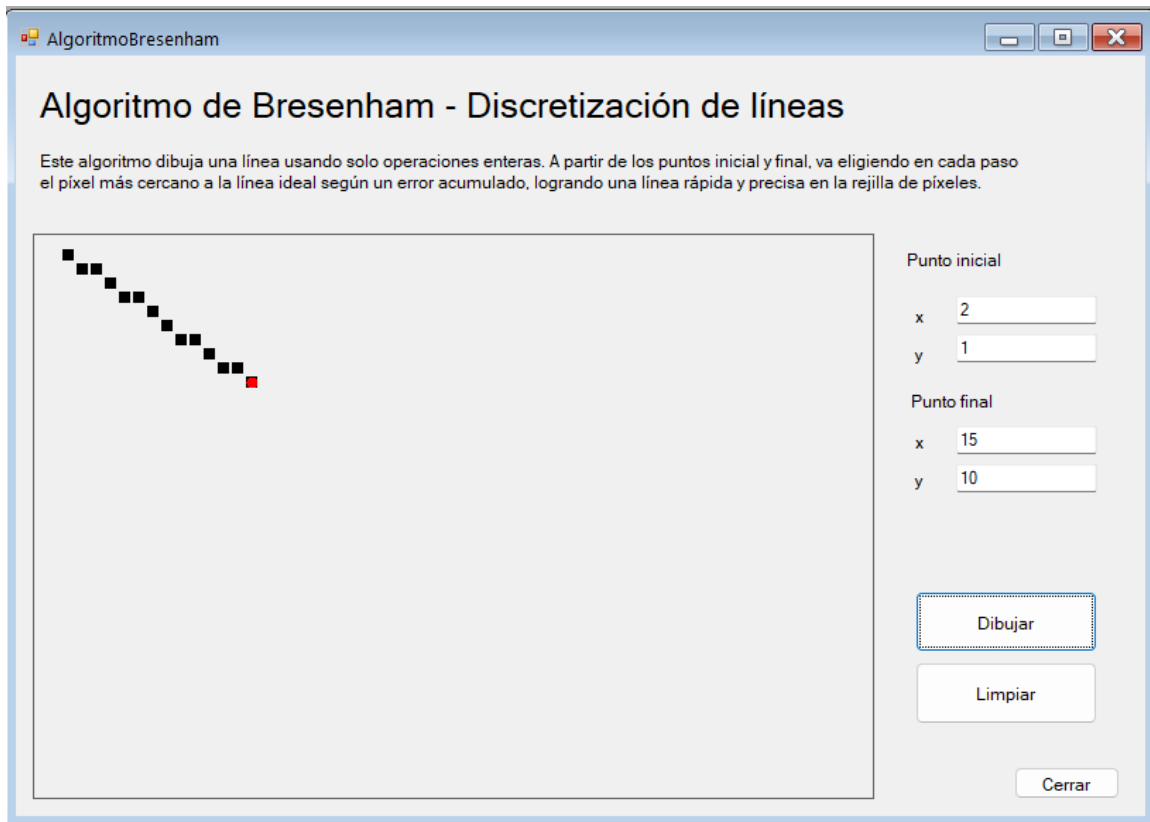 AlgoritmoBresenham
Algoritmo de Bresenham - Discretización de líneas
Este algoritmo dibuja una línea usando solo operaciones enteras. A partir de los puntos inicial y final, va eligiendo en cada paso
el píxel más cercano a la línea ideal según un error acumulado, logrando una línea rápida y precisa en la rejilla de píxeles.
Punto inicial
x 2
y 1
Punto final
x 15
y 10
Dibujar
Limpiar
Cerrar